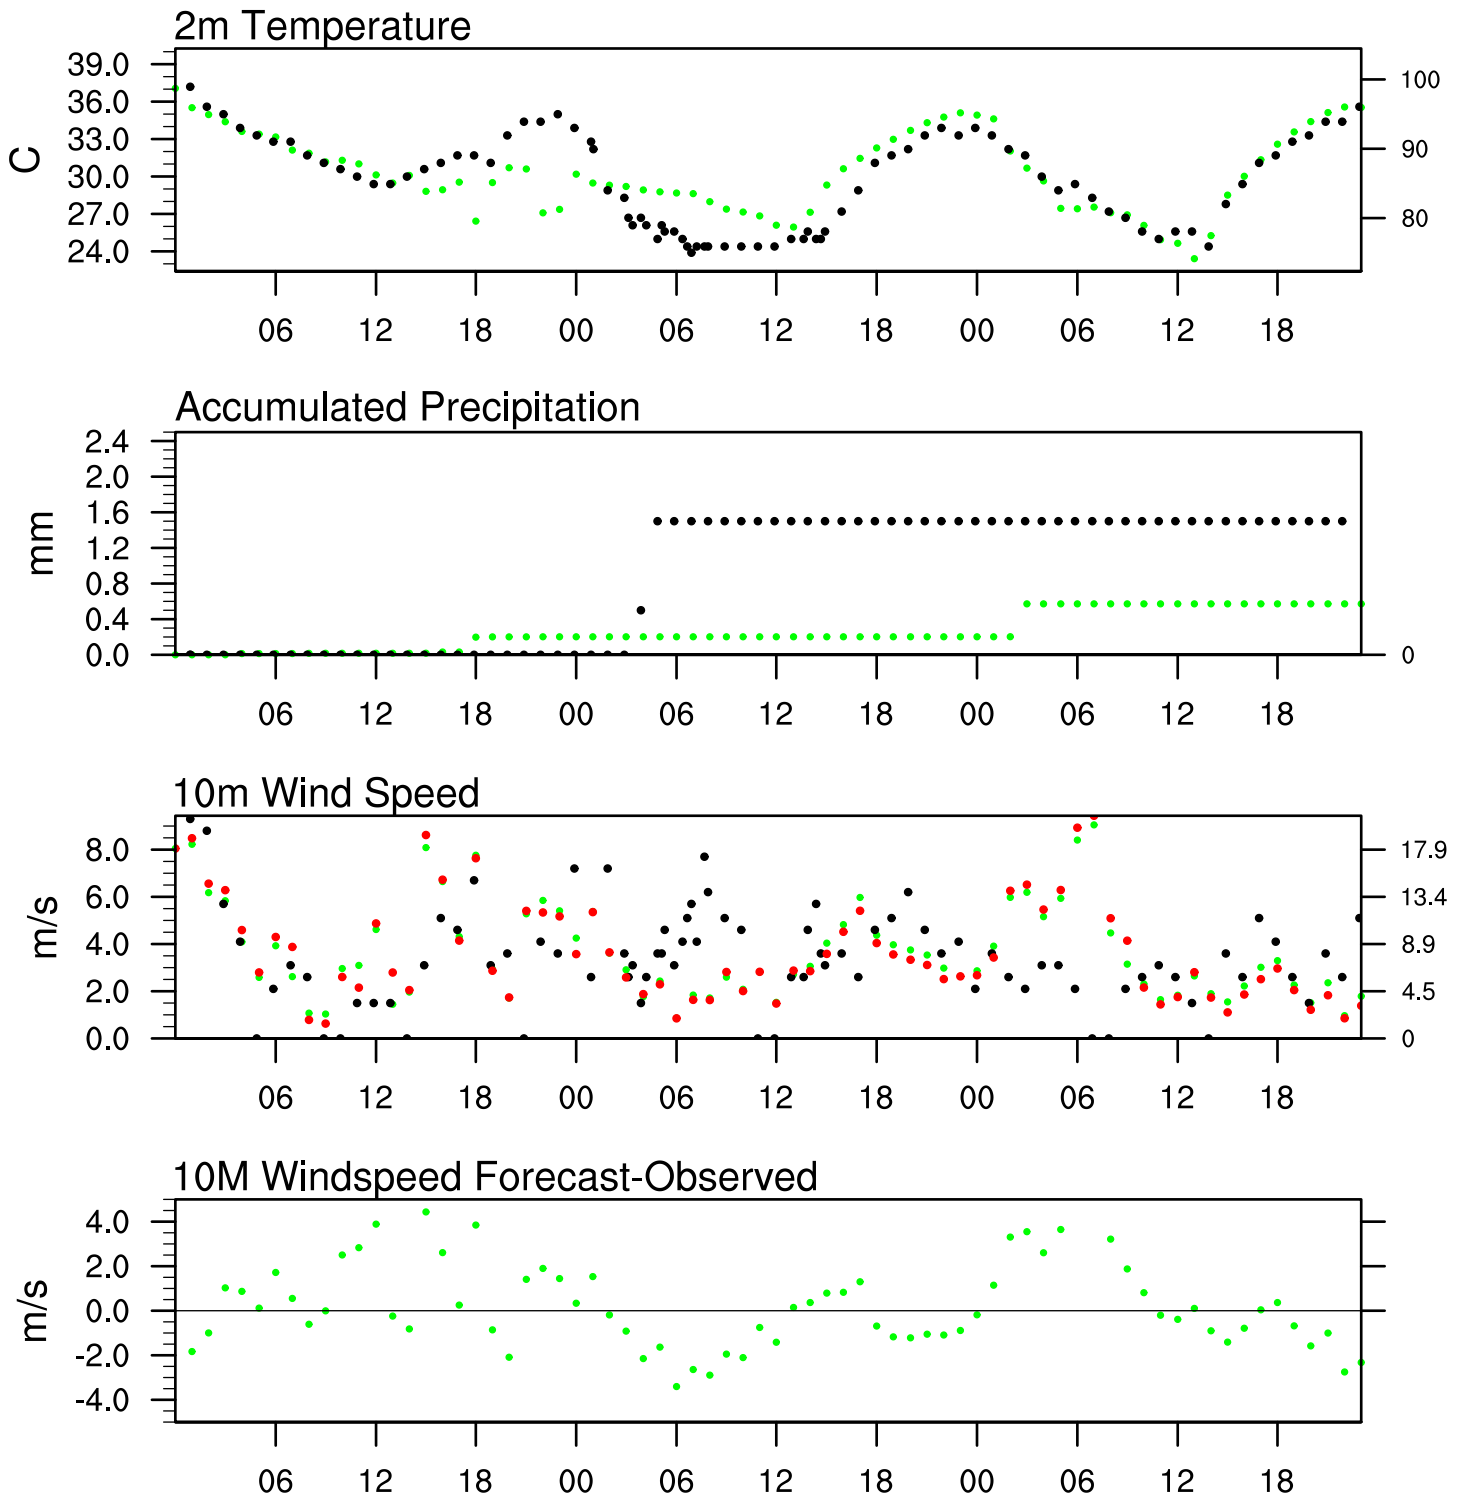 2m Temperature
39.0
36.0
33.0
30.0
27.0
24.0
C
100
90
80
06 12 18 00 06 12 18 00 06 12 18
Accumulated Precipitation
2.4
2.0
1.6
1.2
0.8
0.4
0.0
mm
0
06 12 18 00 06 12 18 00 06 12 18
10m Wind Speed
8.0
6.0
4.0
2.0
0.0
m/s
17.9
13.4
8.9
4.5
0
06 12 18 00 06 12 18 00 06 12 18
10M Windspeed Forecast-Observed
4.0
2.0
0.0
-2.0
-4.0
m/s
06 12 18 00 06 12 18 00 06 12 18